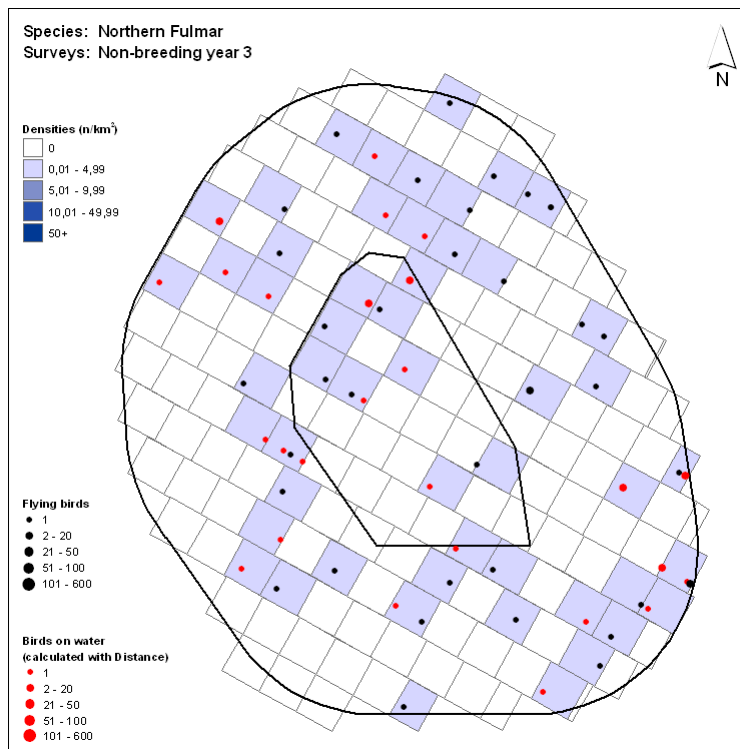 Species: Northern Fulmar
Surveys: Non-breeding year 3
N
Densities (n/km²)
0
0,01 - 4,99
5,01 - 9,99
10,01 - 49,99
50+
Flying birds
1
2 - 20
21 - 50
51 - 100
101 - 600
Birds on water
(calculated with Distance)
1
2 - 20
21 - 50
51 - 100
101 - 600